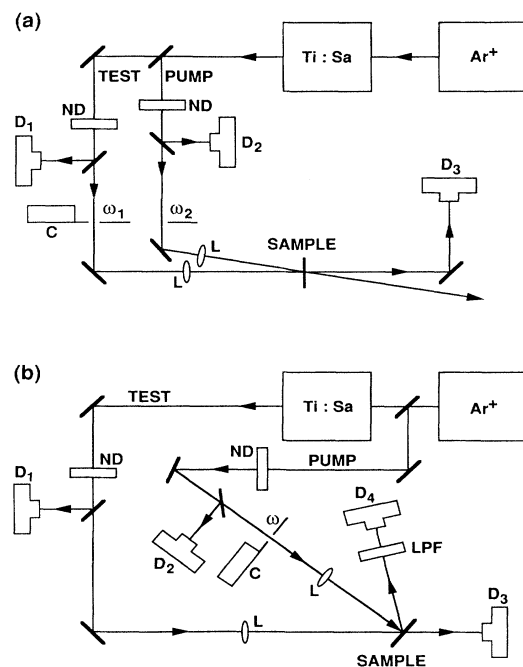 (a)
Ti : Sa
Ar+
TEST PUMP
ND
ND
D1
D2
D3
C
ω1
ω2
L
SAMPLE
L
(b)
TEST
Ti : Sa
Ar+
ND
PUMP
ND
D1
D4
ω
LPF
D2
C
L
D3
L
SAMPLE